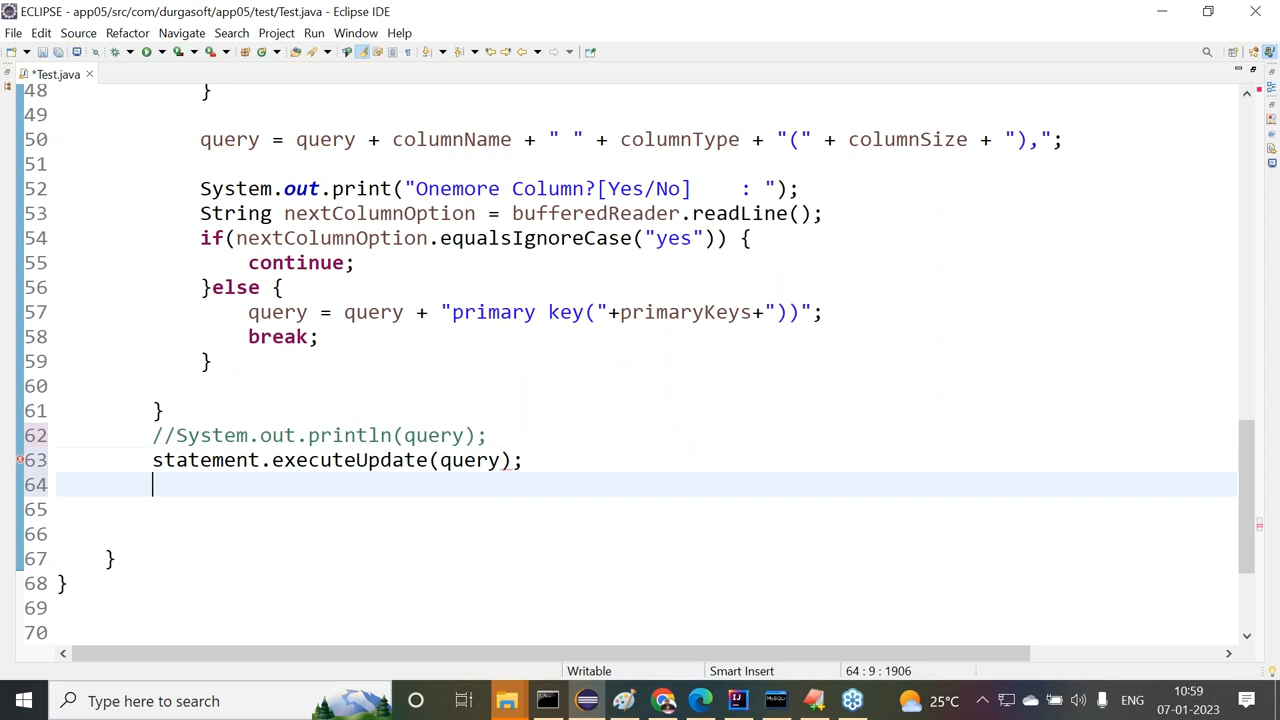 ECLIPSE - app05/src/com/durgasoft/app05/test/Test.java - Eclipse IDE
File Edit Source Refactor Navigate Search Project Run Window Help
*Test.java
48 }
49
50 query = query + columnName + " " + columnType + "(" + columnSize + "),";
51
52 System.out.print("Onemore Column?[Yes/No]    : ");
53 String nextColumnOption = bufferedReader.readLine();
54 if(nextColumnOption.equalsIgnoreCase("yes")) {
55 continue;
56 }else {
57 query = query + "primary key("+primaryKeys+"))";
58 break;
59 }
60
61 }
62 //System.out.println(query);
63 statement.executeUpdate(query);
64
65
66
67 }
68 }
69
70
Writable Smart Insert 64 : 9 : 1906
Type here to search 25°C ENG 10:59
07-01-2023